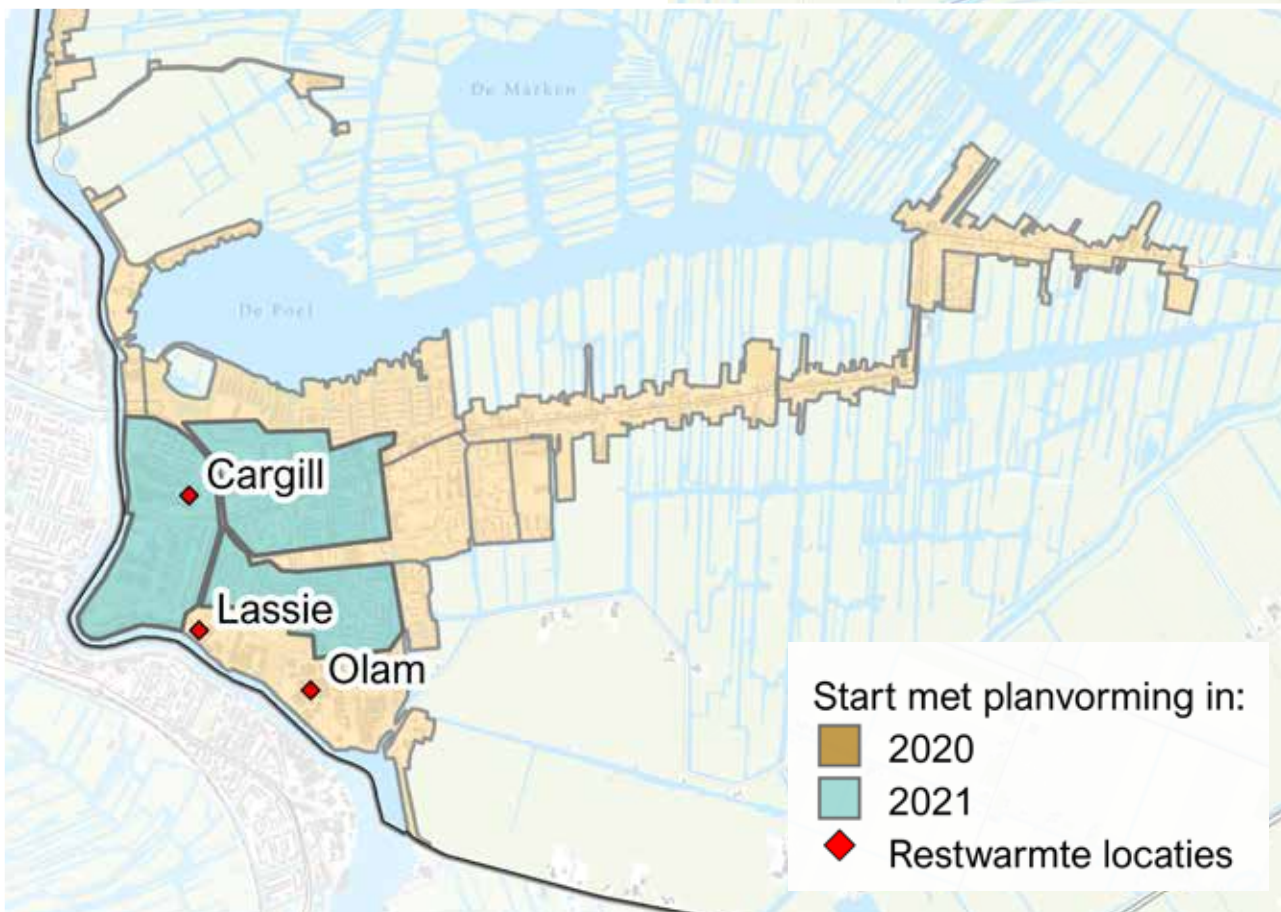 De Marken
De Poel
Cargill
Lassie
Olam
Start met planvorming in:
2020
2021
Restwarmte locaties